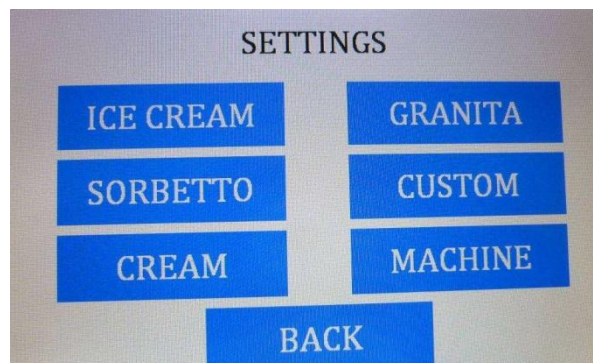 SETTINGS
ICE CREAM
GRANITA
SORBETTO
CUSTOM
CREAM
MACHINE
BACK